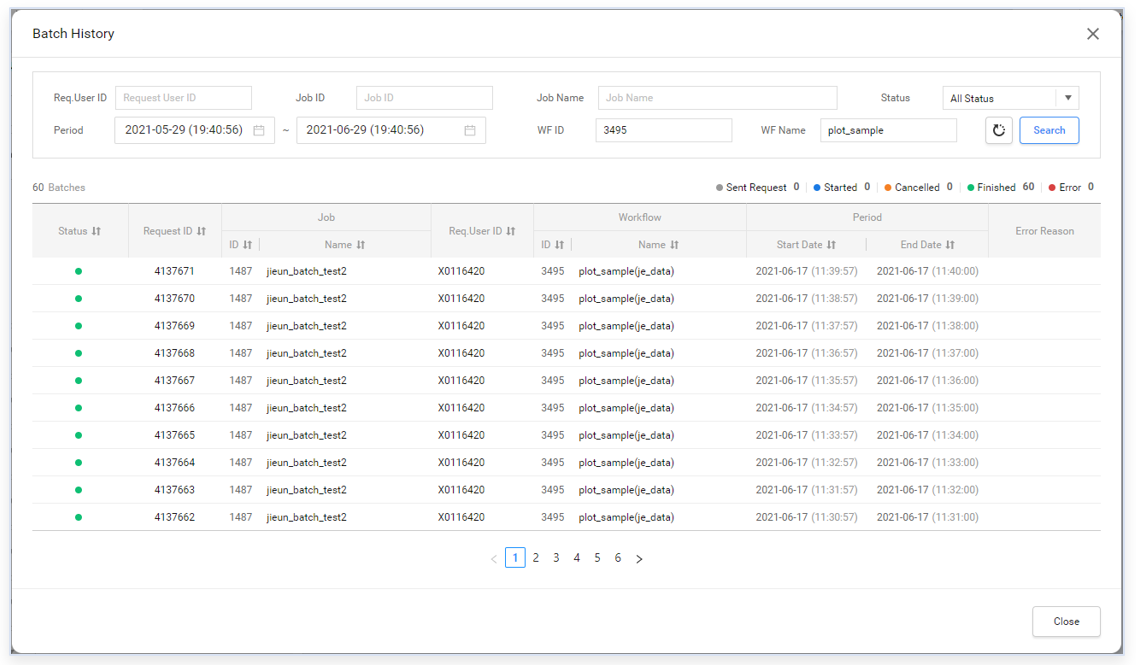 Batch History
Req.User ID Request User ID Job ID Job ID Job Name Job Name Status All Status
Period 2021-05-29 (19:40:56) ~ 2021-06-29 (19:40:56) WF ID 3495 WF Name plot_sample Search
60 Batches Sent Request 0 Started 0 Cancelled 0 Finished 60 Error 0
Job Workflow Period
Status Request ID Req.User ID Error Reason
ID Name ID Name Start Date End Date
4137671 1487 jieun_batch_test2 X0116420 3495 plot_sample(je_data) 2021-06-17 (11:39:57) 2021-06-17 (11:40:00)
4137670 1487 jieun_batch_test2 X0116420 3495 plot_sample(je_data) 2021-06-17 (11:38:57) 2021-06-17 (11:39:00)
4137669 1487 jieun_batch_test2 X0116420 3495 plot_sample(je_data) 2021-06-17 (11:37:57) 2021-06-17 (11:38:00)
4137668 1487 jieun_batch_test2 X0116420 3495 plot_sample(je_data) 2021-06-17 (11:36:57) 2021-06-17 (11:37:00)
4137667 1487 jieun_batch_test2 X0116420 3495 plot_sample(je_data) 2021-06-17 (11:35:57) 2021-06-17 (11:36:00)
4137666 1487 jieun_batch_test2 X0116420 3495 plot_sample(je_data) 2021-06-17 (11:34:57) 2021-06-17 (11:35:00)
4137665 1487 jieun_batch_test2 X0116420 3495 plot_sample(je_data) 2021-06-17 (11:33:57) 2021-06-17 (11:34:00)
4137664 1487 jieun_batch_test2 X0116420 3495 plot_sample(je_data) 2021-06-17 (11:32:57) 2021-06-17 (11:33:00)
4137663 1487 jieun_batch_test2 X0116420 3495 plot_sample(je_data) 2021-06-17 (11:31:57) 2021-06-17 (11:32:00)
4137662 1487 jieun_batch_test2 X0116420 3495 plot_sample(je_data) 2021-06-17 (11:30:57) 2021-06-17 (11:31:00)
< 1 2 3 4 5 6 >
Close